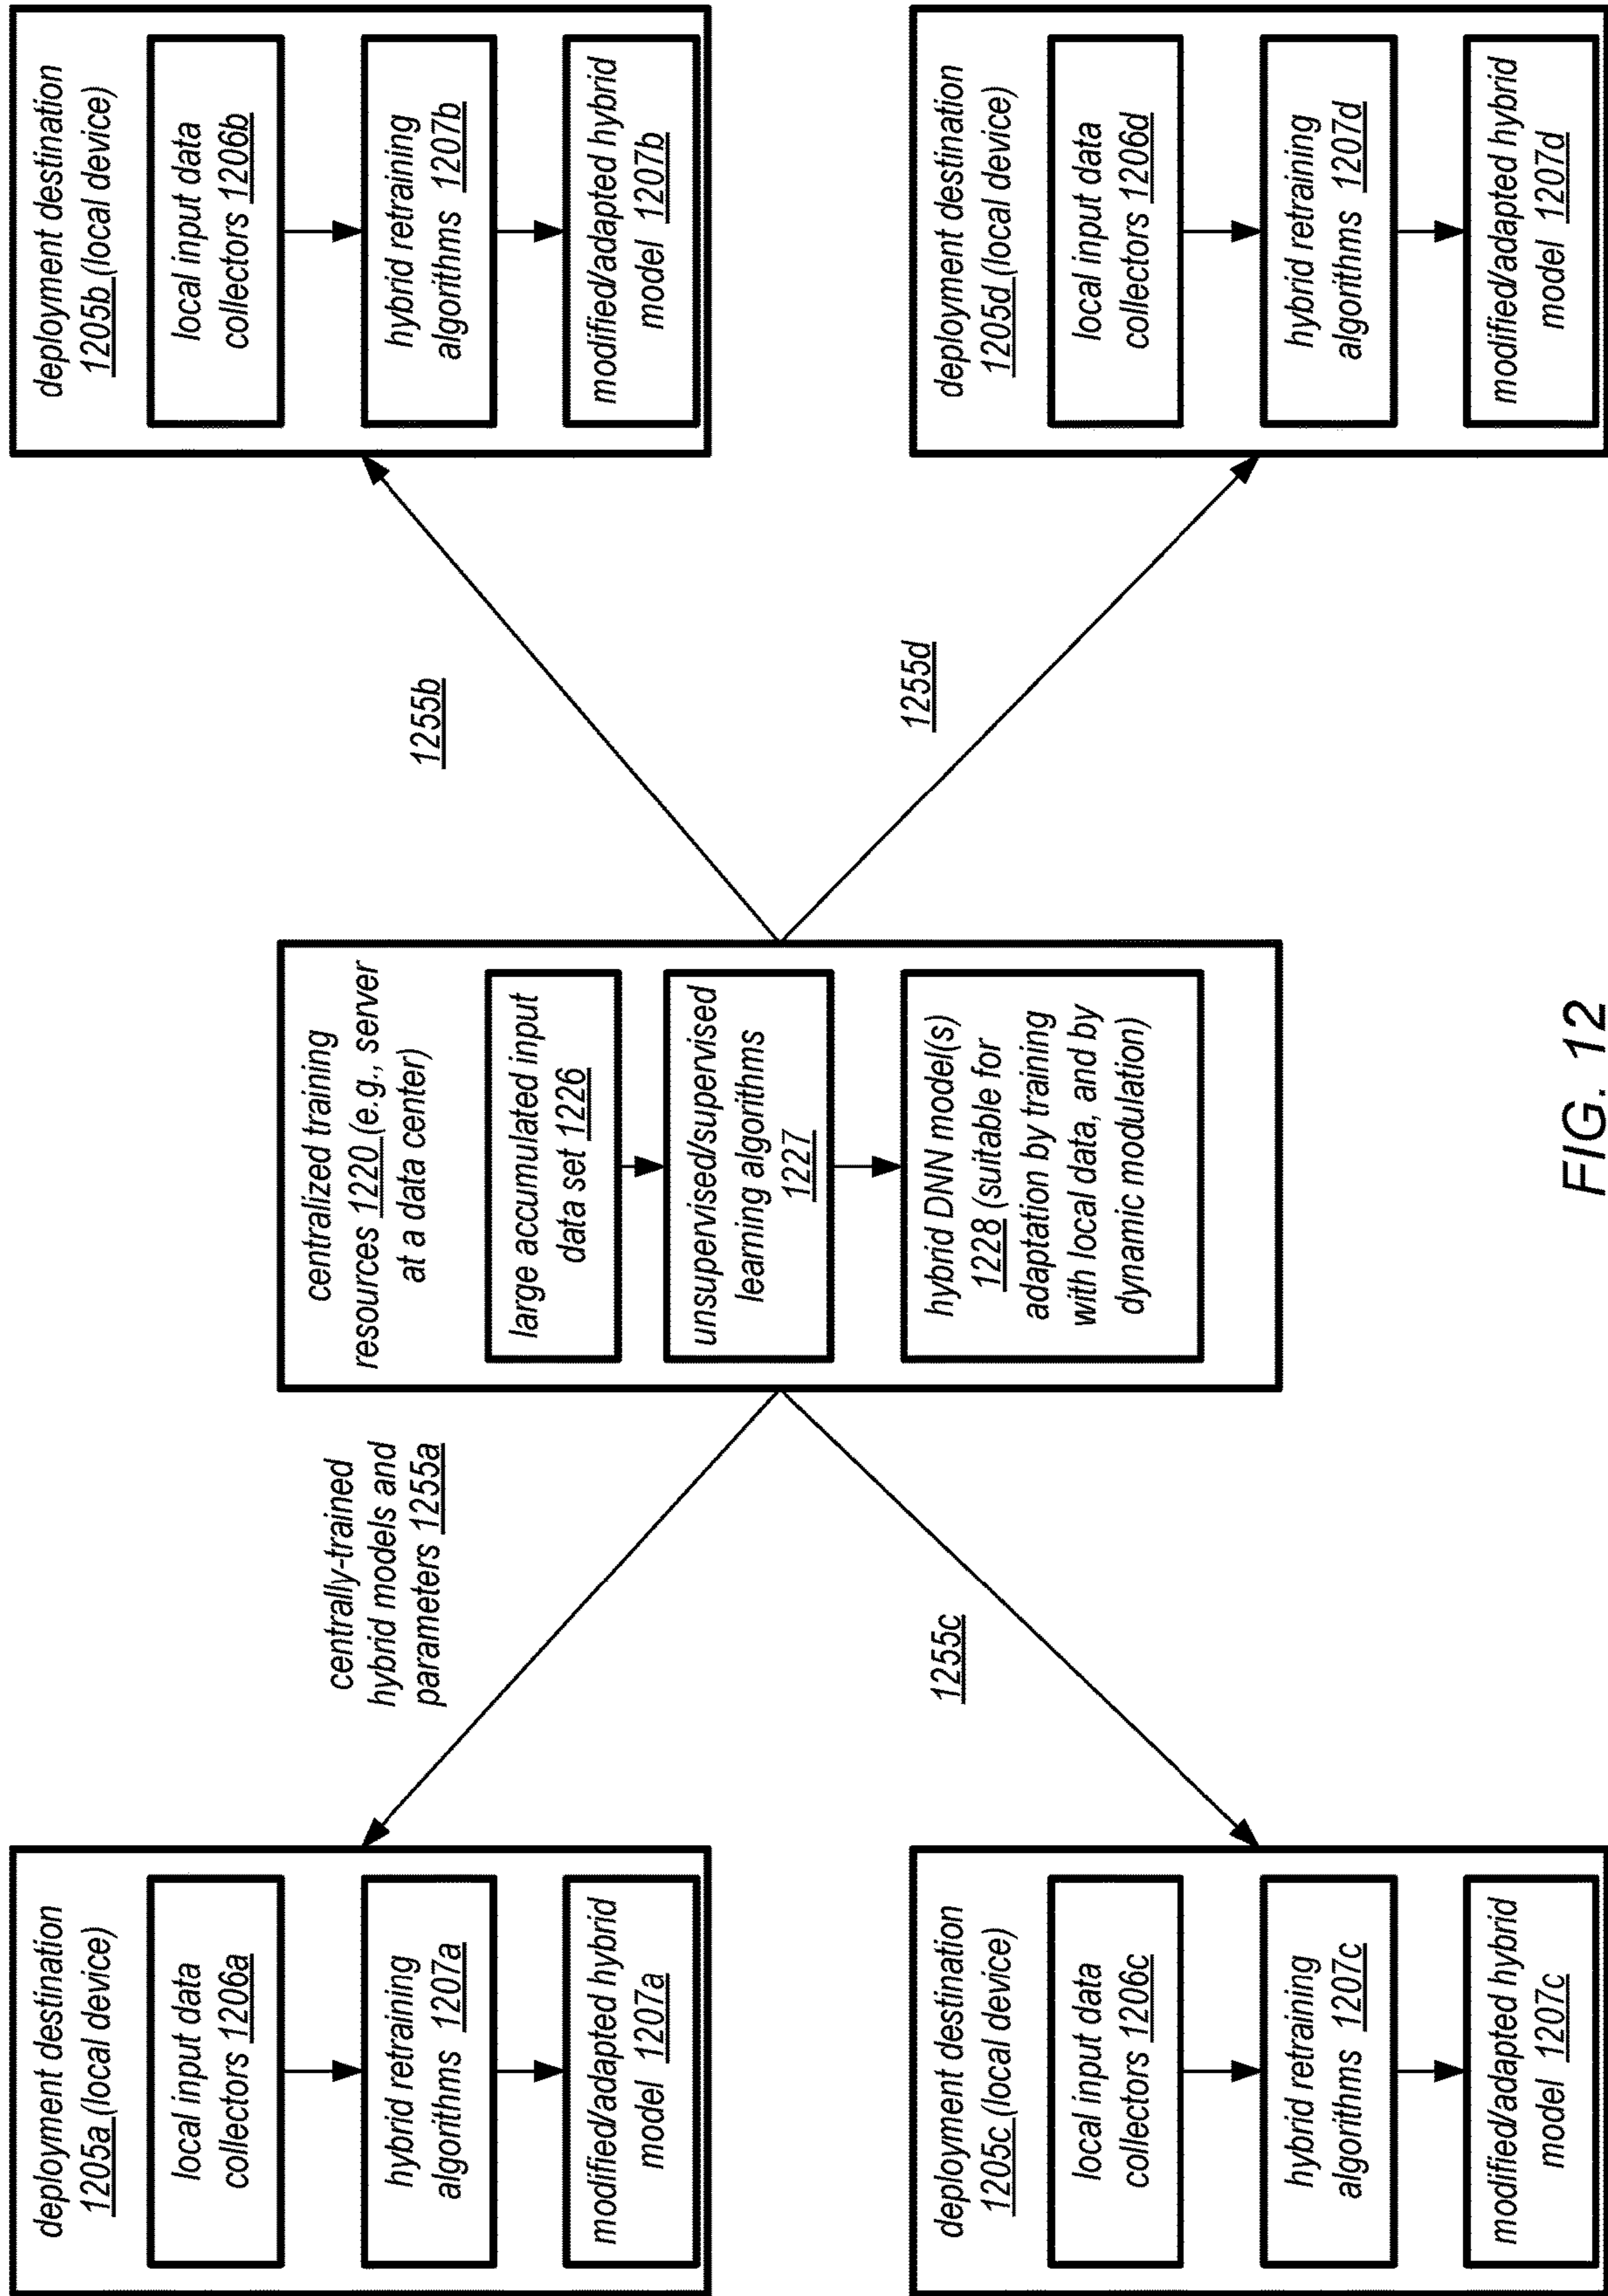 deployment destination
1205a (local device)
local input data
collectors 1206a
hybrid retraining
algorithms 1207a
modified/adapted hybrid
model 1207a
centrally-trained
hybrid models and
parameters 1255a
centralized training
resources 1220 (e.g., server
at a data center)
large accumulated input
data set 1226
unsupervised/supervised
learning algorithms
1227
hybrid DNN model(s)
1228 (suitable for
adaptation by training
with local data, and by
dynamic modulation)
1255b
deployment destination
1205b (local device)
local input data
collectors 1206b
hybrid retraining
algorithms 1207b
modified/adapted hybrid
model 1207b
deployment destination
1205c (local device)
local input data
collectors 1206c
hybrid retraining
algorithms 1207c
modified/adapted hybrid
model 1207c
1255c
1255d
deployment destination
1205d (local device)
local input data
collectors 1206d
hybrid retraining
algorithms 1207d
modified/adapted hybrid
model 1207d
FIG. 12